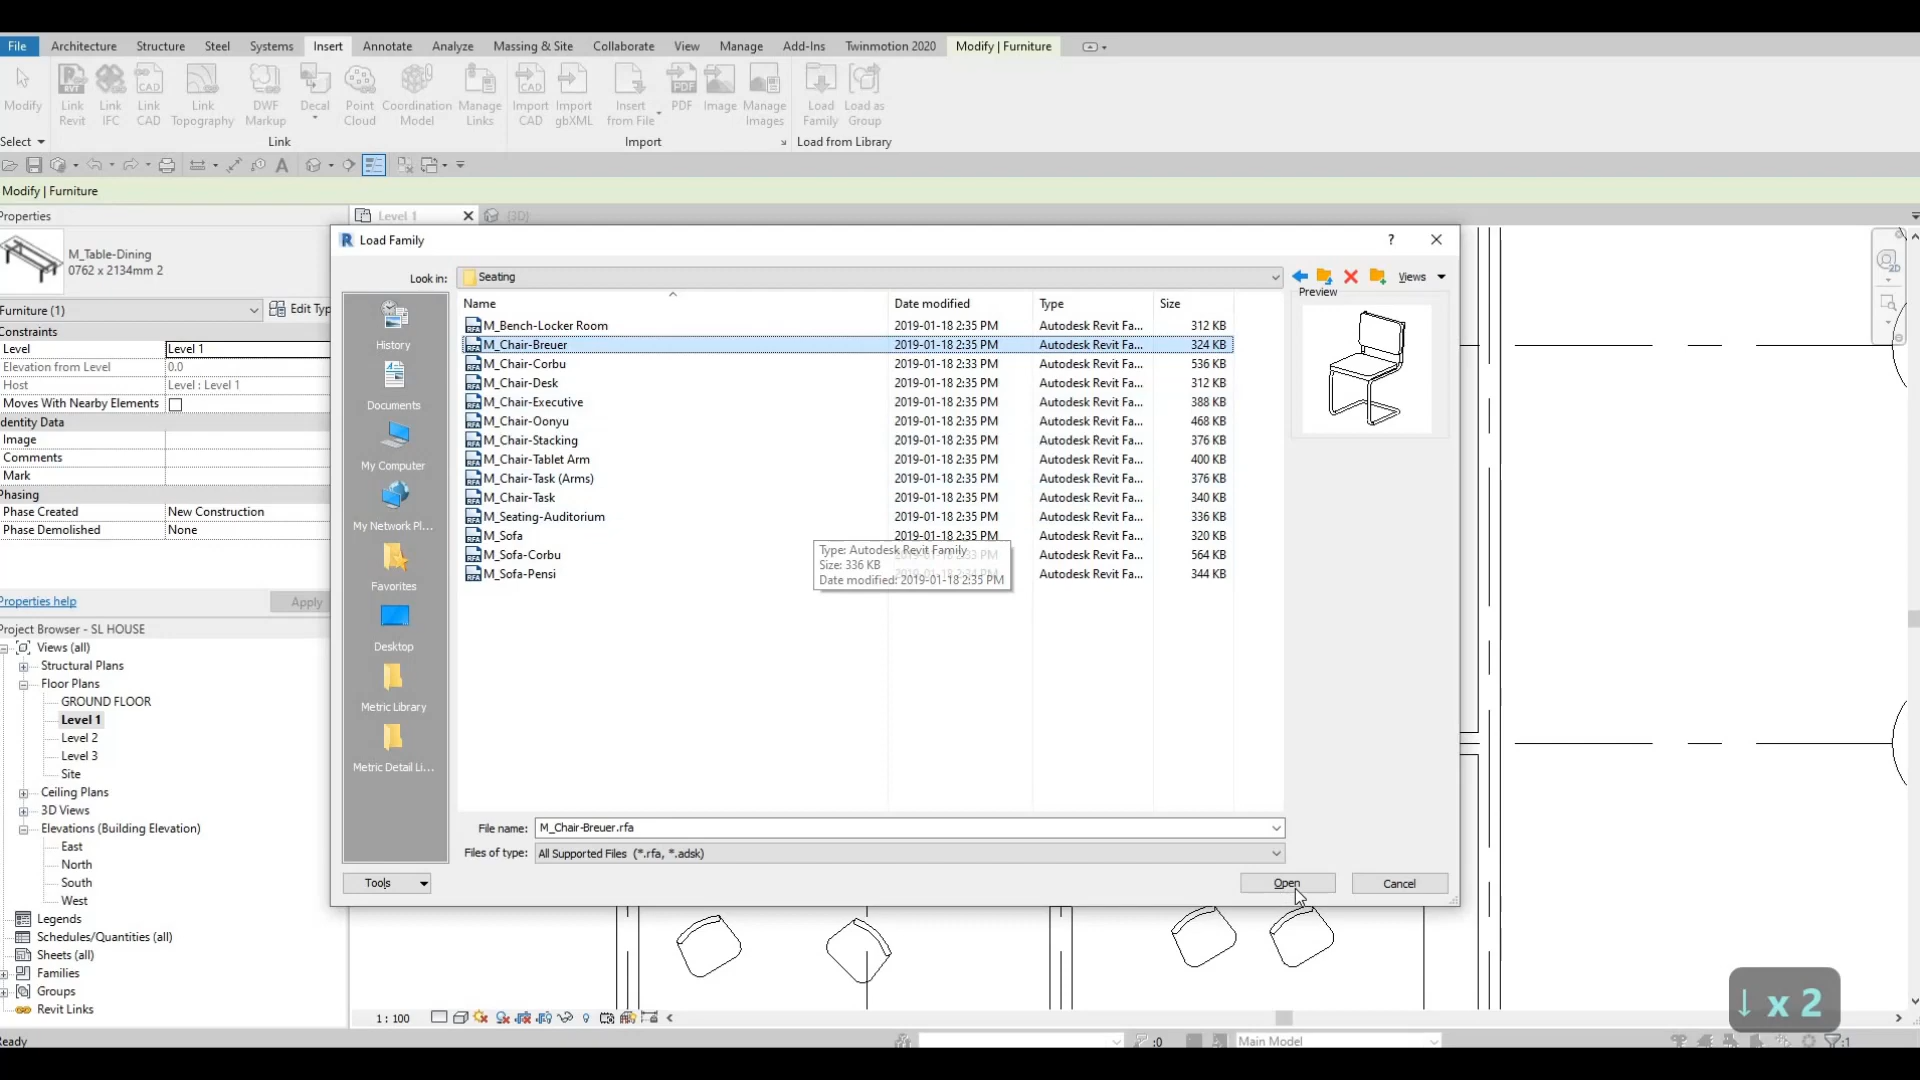 File Architecture Structure Steel Systems Insert Annotate Analyze Massing & Site Collaborate View Manage Add-Ins Twinmotion 2020 Modify | Furniture
Modify Link Revit Link IFC Link CAD Link Topography DWF Markup Decal Point Cloud Coordination Model Manage Links Import CAD Import gbXML Insert from File PDF Image Manage Images Load Family Load as Group
Select Link Import Load from Library
Modify | Furniture
Properties
Level 1 {3D}
M_Table-Dining
0762 x 2134mm 2
Furniture (1) Edit Typ
Constraints
Level Level 1
Elevation from Level 0.0
Host Level : Level 1
Moves With Nearby Elements
dentity Data
Image
Comments
Mark
Phasing
Phase Created New Construction
Phase Demolished None
Properties help Apply
Project Browser - SL HOUSE
Views (all)
Structural Plans
Floor Plans
GROUND FLOOR
Level 1
Level 2
Level 3
Site
Ceiling Plans
3D Views
Elevations (Building Elevation)
East
North
South
West
Legends
Schedules/Quantities (all)
Sheets (all)
Families
Groups
Revit Links
R Load Family ?
Look in: Seating Views
Preview
History
Documents
My Computer
My Network Pl...
Favorites
Desktop
Metric Library
Metric Detail Li...
Name Date modified Type Size
M_Bench-Locker Room 2019-01-18 2:35 PM Autodesk Revit Fa... 312 KB
M_Chair-Breuer 2019-01-18 2:35 PM Autodesk Revit Fa... 324 KB
M_Chair-Corbu 2019-01-18 2:33 PM Autodesk Revit Fa... 536 KB
M_Chair-Desk 2019-01-18 2:35 PM Autodesk Revit Fa... 312 KB
M_Chair-Executive 2019-01-18 2:35 PM Autodesk Revit Fa... 388 KB
M_Chair-Oonyu 2019-01-18 2:35 PM Autodesk Revit Fa... 468 KB
M_Chair-Stacking 2019-01-18 2:35 PM Autodesk Revit Fa... 376 KB
M_Chair-Tablet Arm 2019-01-18 2:35 PM Autodesk Revit Fa... 400 KB
M_Chair-Task (Arms) 2019-01-18 2:35 PM Autodesk Revit Fa... 376 KB
M_Chair-Task 2019-01-18 2:35 PM Autodesk Revit Fa... 340 KB
M_Seating-Auditorium 2019-01-18 2:35 PM Autodesk Revit Fa... 336 KB
M_Sofa 2019-01-18 2:35 PM Autodesk Revit Fa... 320 KB
M_Sofa-Corbu Autodesk Revit Fa... 564 KB
M_Sofa-Pensi Autodesk Revit Fa... 344 KB
Type: Autodesk Revit Family
Size: 336 KB
Date modified: 2019-01-18 2:35 PM
File name: M_Chair-Breuer.rfa
Files of type: All Supported Files (*.rfa, *.adsk)
Tools Open Cancel
↓ x 2
1 : 100
eady :0 Main Model :1